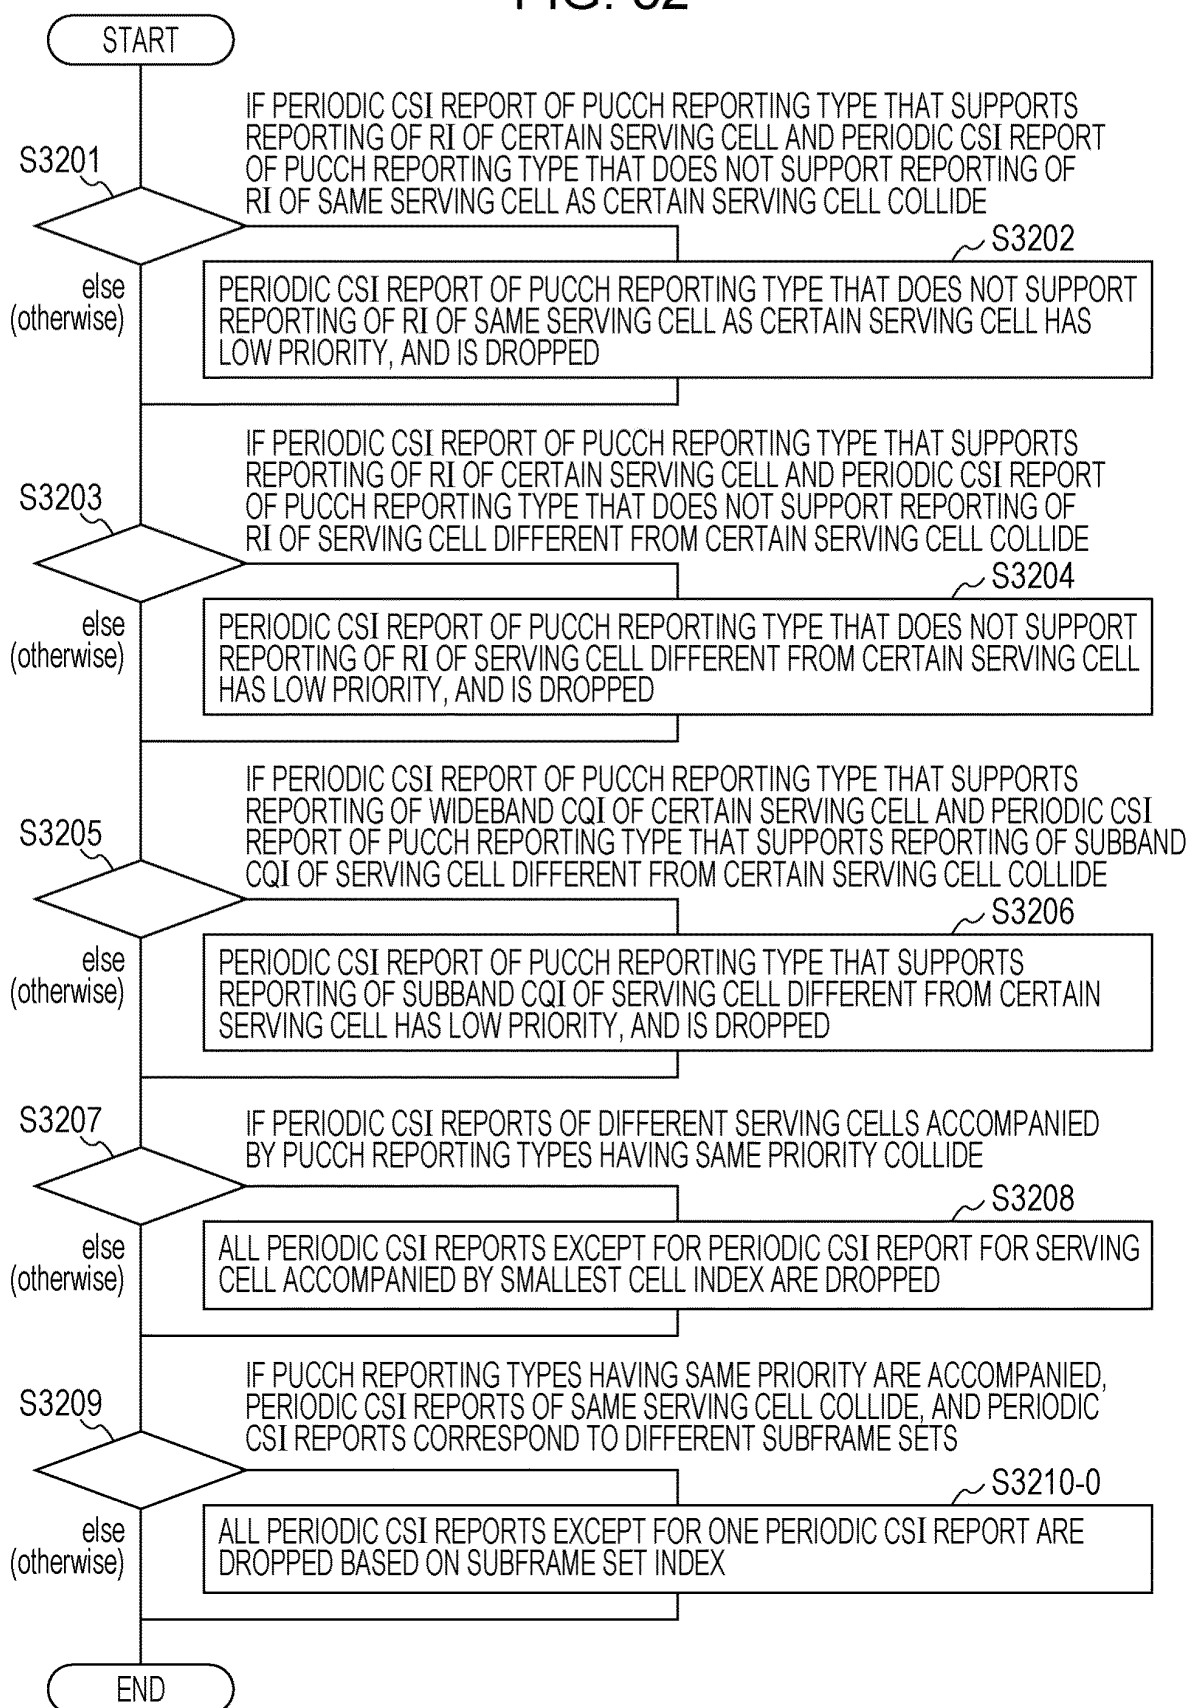 FIG. 32
START
IF PERIODIC CSI REPORT OF PUCCH REPORTING TYPE THAT SUPPORTS
REPORTING OF RI OF CERTAIN SERVING CELL AND PERIODIC CSI REPORT
OF PUCCH REPORTING TYPE THAT DOES NOT SUPPORT REPORTING OF
RI OF SAME SERVING CELL AS CERTAIN SERVING CELL COLLIDE
S3201
S3202
else
(otherwise)
PERIODIC CSI REPORT OF PUCCH REPORTING TYPE THAT DOES NOT SUPPORT
REPORTING OF RI OF SAME SERVING CELL AS CERTAIN SERVING CELL HAS
LOW PRIORITY, AND IS DROPPED
IF PERIODIC CSI REPORT OF PUCCH REPORTING TYPE THAT SUPPORTS
REPORTING OF RI OF CERTAIN SERVING CELL AND PERIODIC CSI REPORT
OF PUCCH REPORTING TYPE THAT DOES NOT SUPPORT REPORTING OF
RI OF SERVING CELL DIFFERENT FROM CERTAIN SERVING CELL COLLIDE
S3203
S3204
else
(otherwise)
PERIODIC CSI REPORT OF PUCCH REPORTING TYPE THAT DOES NOT SUPPORT
REPORTING OF RI OF SERVING CELL DIFFERENT FROM CERTAIN SERVING CELL
HAS LOW PRIORITY, AND IS DROPPED
IF PERIODIC CSI REPORT OF PUCCH REPORTING TYPE THAT SUPPORTS
REPORTING OF WIDEBAND CQI OF CERTAIN SERVING CELL AND PERIODIC CSI
REPORT OF PUCCH REPORTING TYPE THAT SUPPORTS REPORTING OF SUBBAND
CQI OF SERVING CELL DIFFERENT FROM CERTAIN SERVING CELL COLLIDE
S3205
S3206
else
(otherwise)
PERIODIC CSI REPORT OF PUCCH REPORTING TYPE THAT SUPPORTS
REPORTING OF SUBBAND CQI OF SERVING CELL DIFFERENT FROM CERTAIN
SERVING CELL HAS LOW PRIORITY, AND IS DROPPED
S3207
IF PERIODIC CSI REPORTS OF DIFFERENT SERVING CELLS ACCOMPANIED
BY PUCCH REPORTING TYPES HAVING SAME PRIORITY COLLIDE
S3208
else
(otherwise)
ALL PERIODIC CSI REPORTS EXCEPT FOR PERIODIC CSI REPORT FOR SERVING
CELL ACCOMPANIED BY SMALLEST CELL INDEX ARE DROPPED
IF PUCCH REPORTING TYPES HAVING SAME PRIORITY ARE ACCOMPANIED,
PERIODIC CSI REPORTS OF SAME SERVING CELL COLLIDE, AND PERIODIC
CSI REPORTS CORRESPOND TO DIFFERENT SUBFRAME SETS
S3209
S3210-0
else
(otherwise)
ALL PERIODIC CSI REPORTS EXCEPT FOR ONE PERIODIC CSI REPORT ARE
DROPPED BASED ON SUBFRAME SET INDEX
END